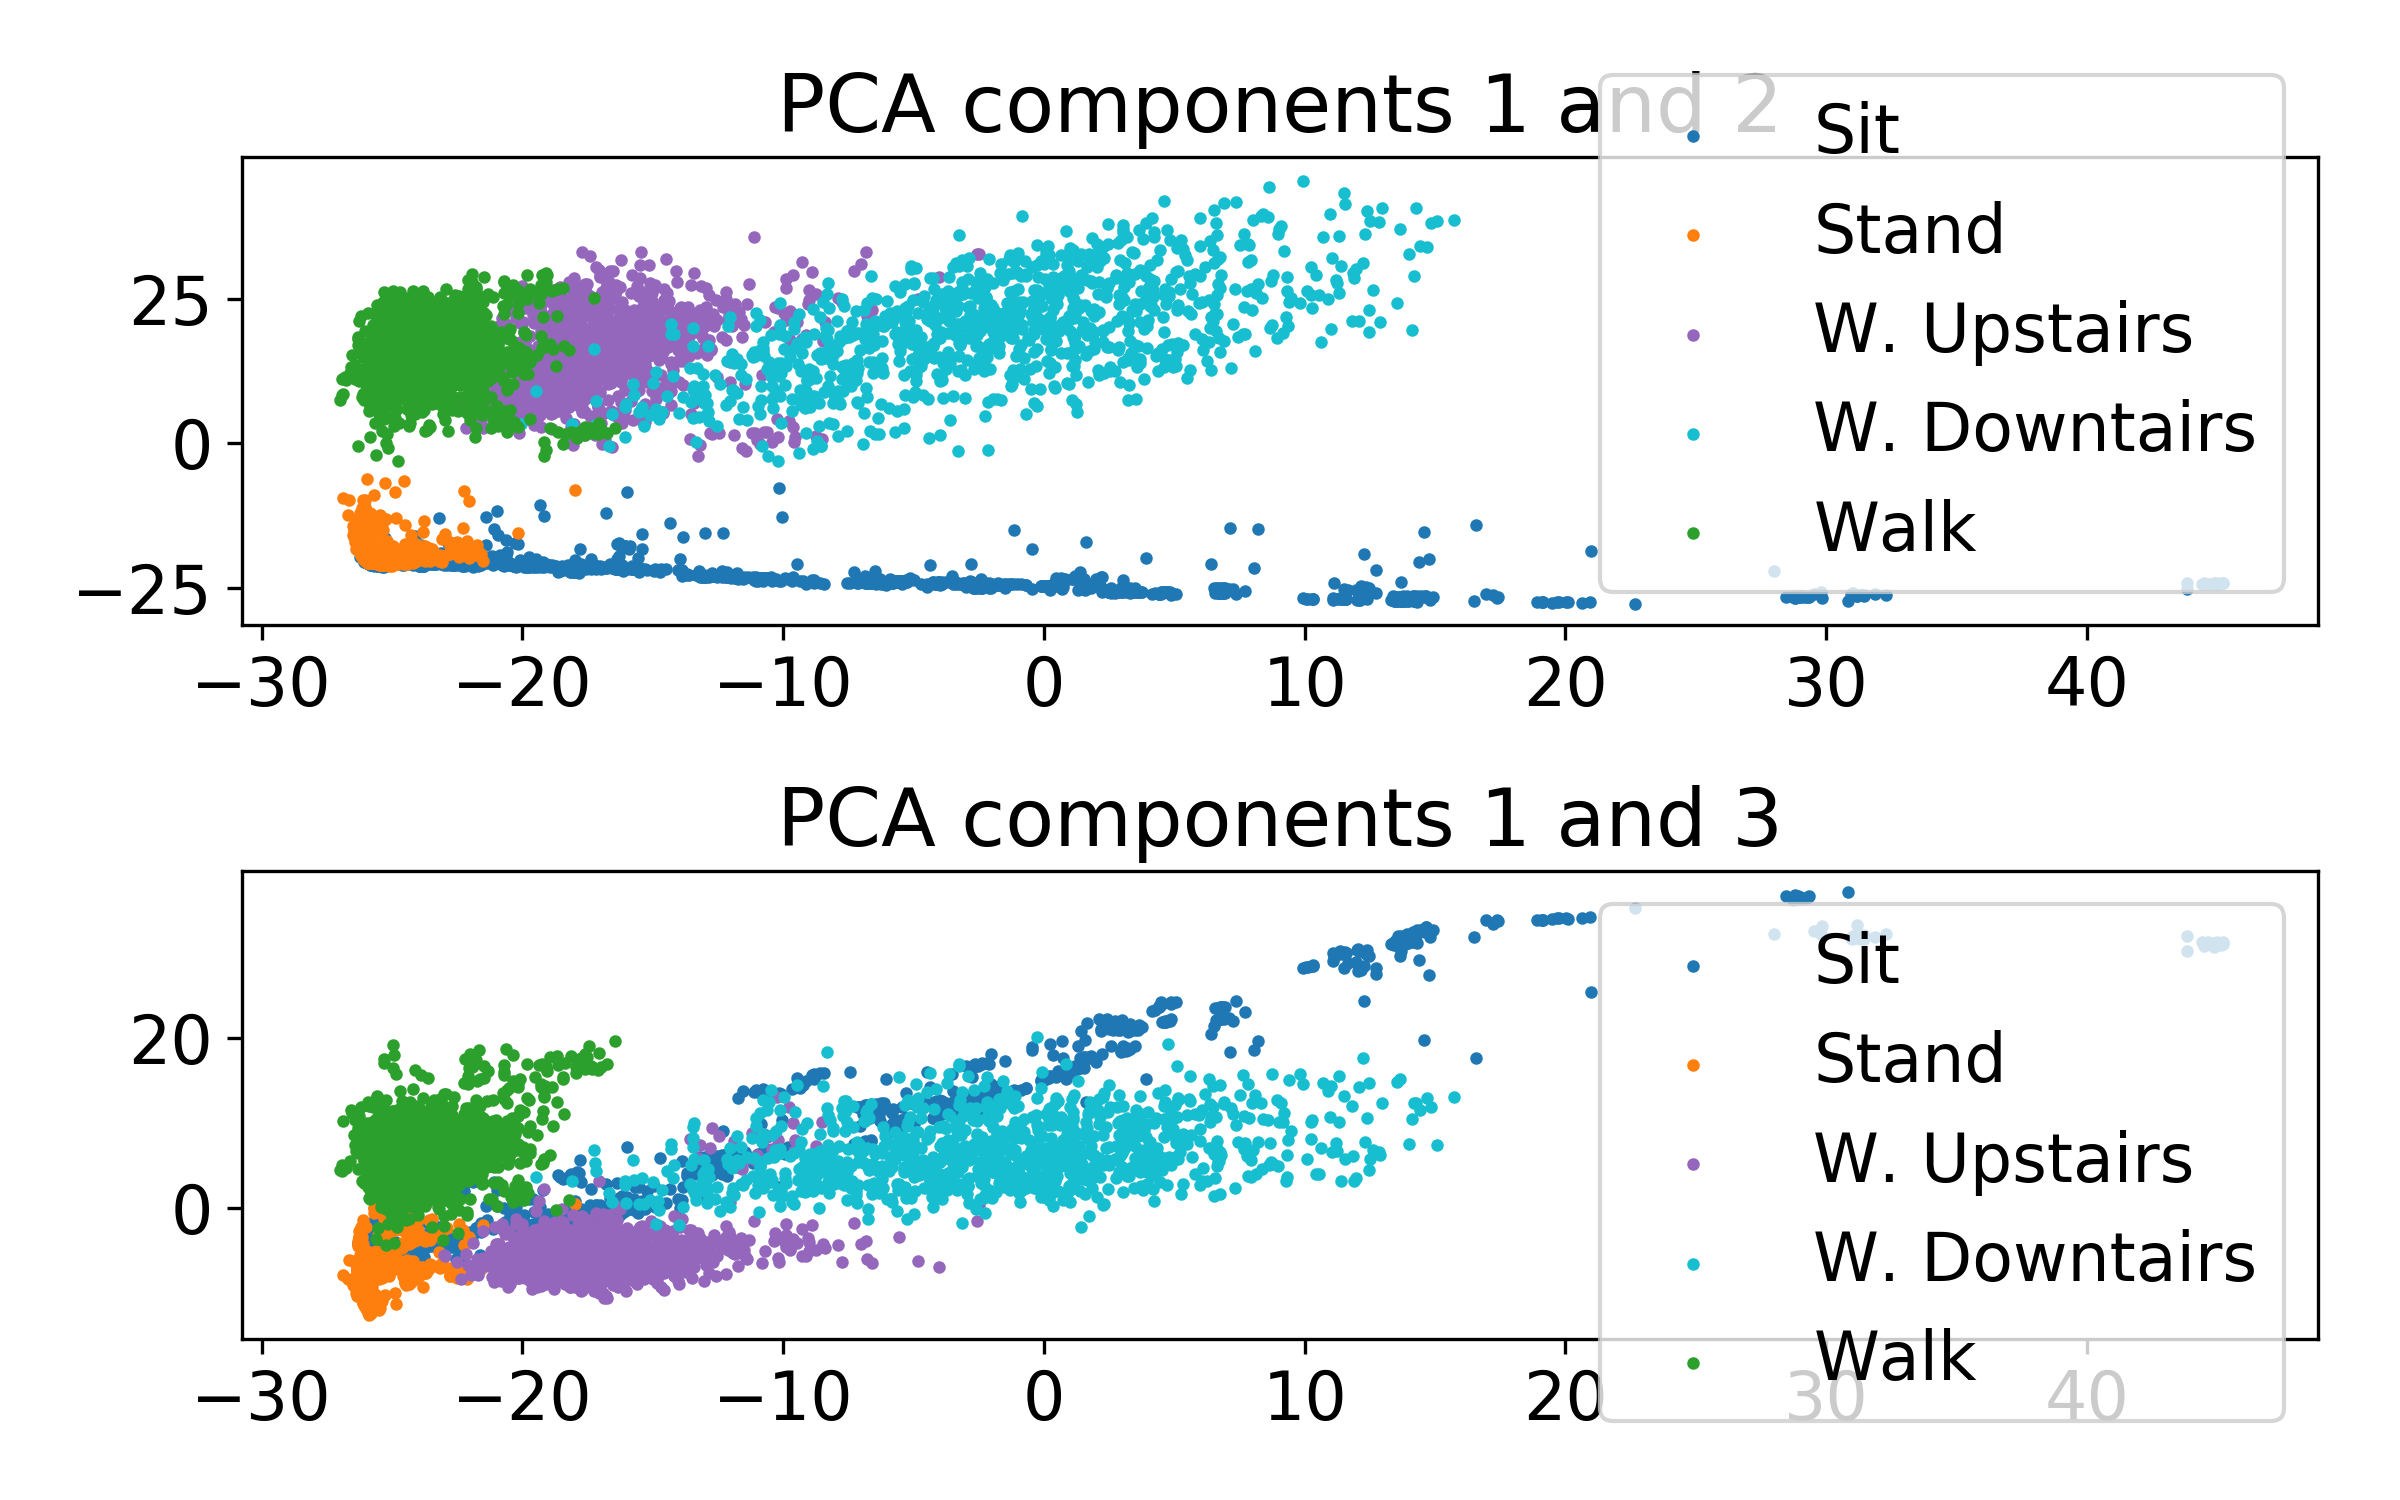 PCA components 1 and 2
Sit
Stand
W. Upstairs
W. Downtairs
Walk
25
0
−25
−30 −20 −10 0 10 20 30 40
PCA components 1 and 3
Sit
Stand
W. Upstairs
W. Downtairs
Walk
20
0
−30 −20 −10 0 10 20 30 40